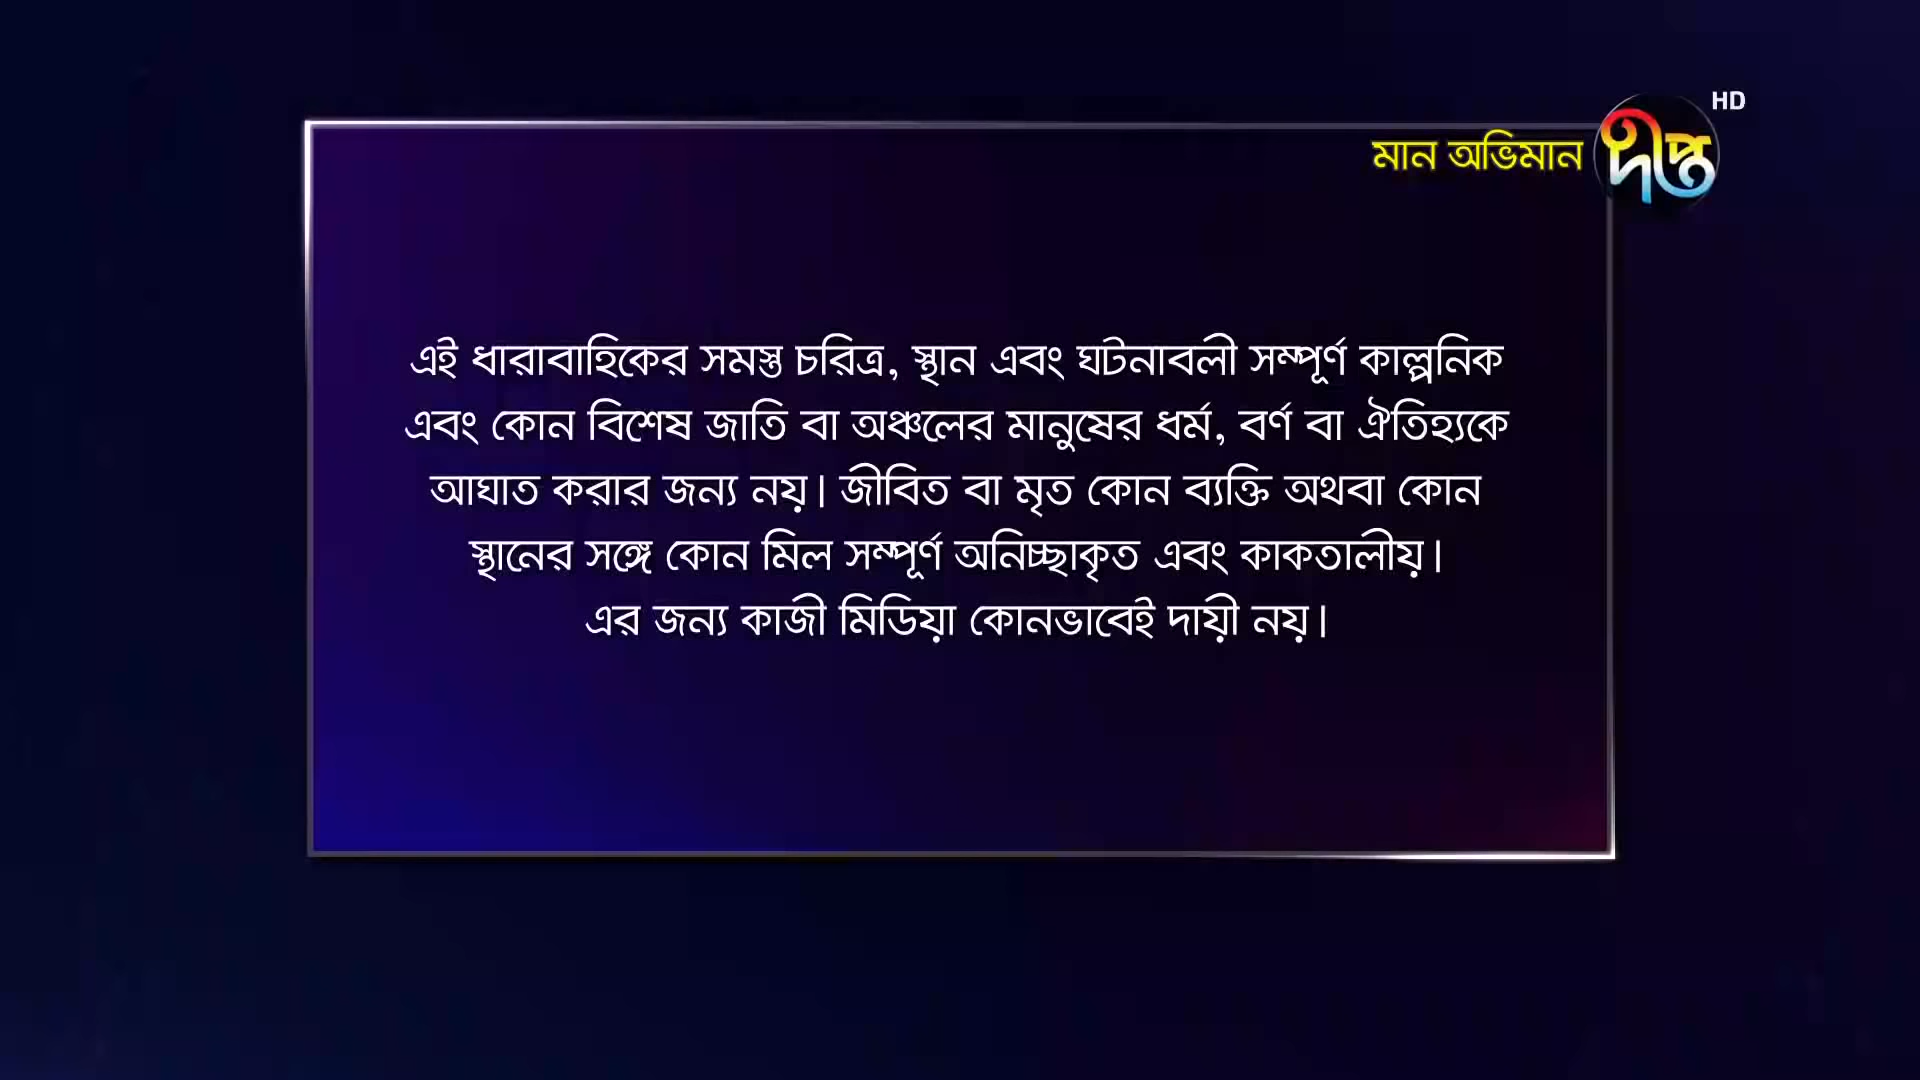 HD
মান অভিমান
দীপ্ত
এই ধারাবাহিকের সমস্ত চরিত্র, স্থান এবং ঘটনাবলী সম্পূর্ণ কাল্পনিক
এবং কোন বিশেষ জাতি বা অঞ্চলের মানুষের ধর্ম, বর্ণ বা ঐতিহ্যকে
আঘাত করার জন্য নয়। জীবিত বা মৃত কোন ব্যক্তি অথবা কোন
স্থানের সঙ্গে কোন মিল সম্পূর্ণ অনিচ্ছাকৃত এবং কাকতালীয়।
এর জন্য কাজী মিডিয়া কোনভাবেই দায়ী নয়।